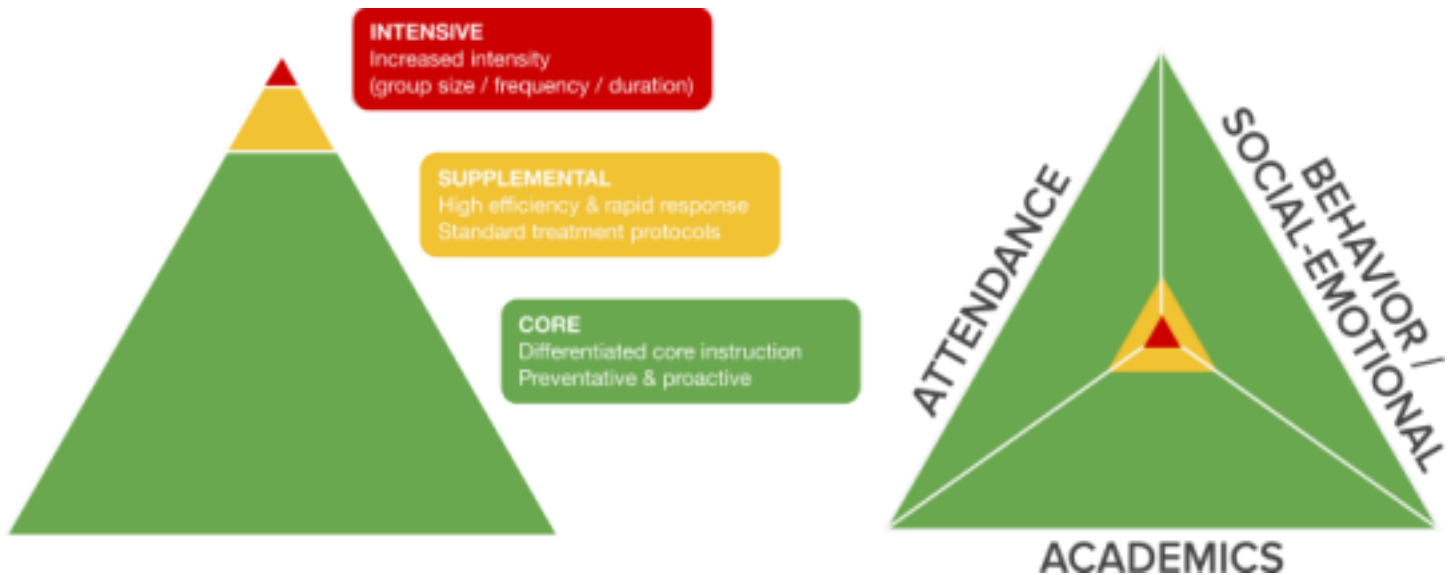 INTENSIVE
Increased intensity
(group size / frequency / duration)
SUPPLEMENTAL
High efficiency & rapid response
Standard treatment protocols
CORE
Differentiated core instruction
Preventative & proactive
ATTENDANCE
BEHAVIOR /
SOCIAL-EMOTIONAL
ACADEMICS